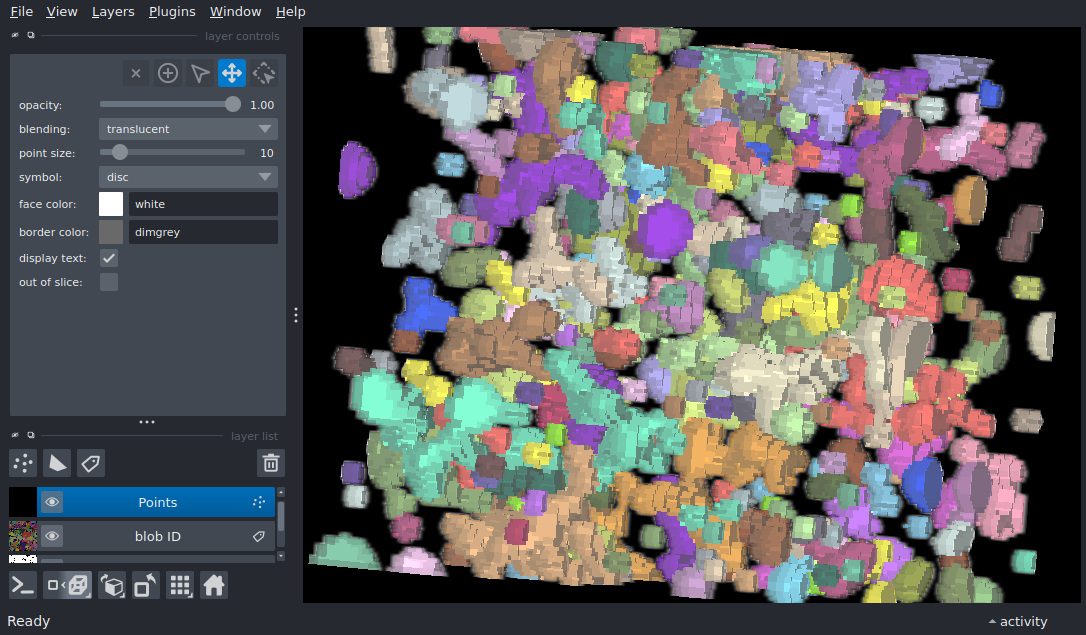 File View Layers Plugins Window Help
layer controls
opacity: 1.00
blending: translucent
point size: 10
symbol: disc
face color: white
border color: dimgrey
display text:
out of slice:
layer list
Points
blob ID
Ready activity